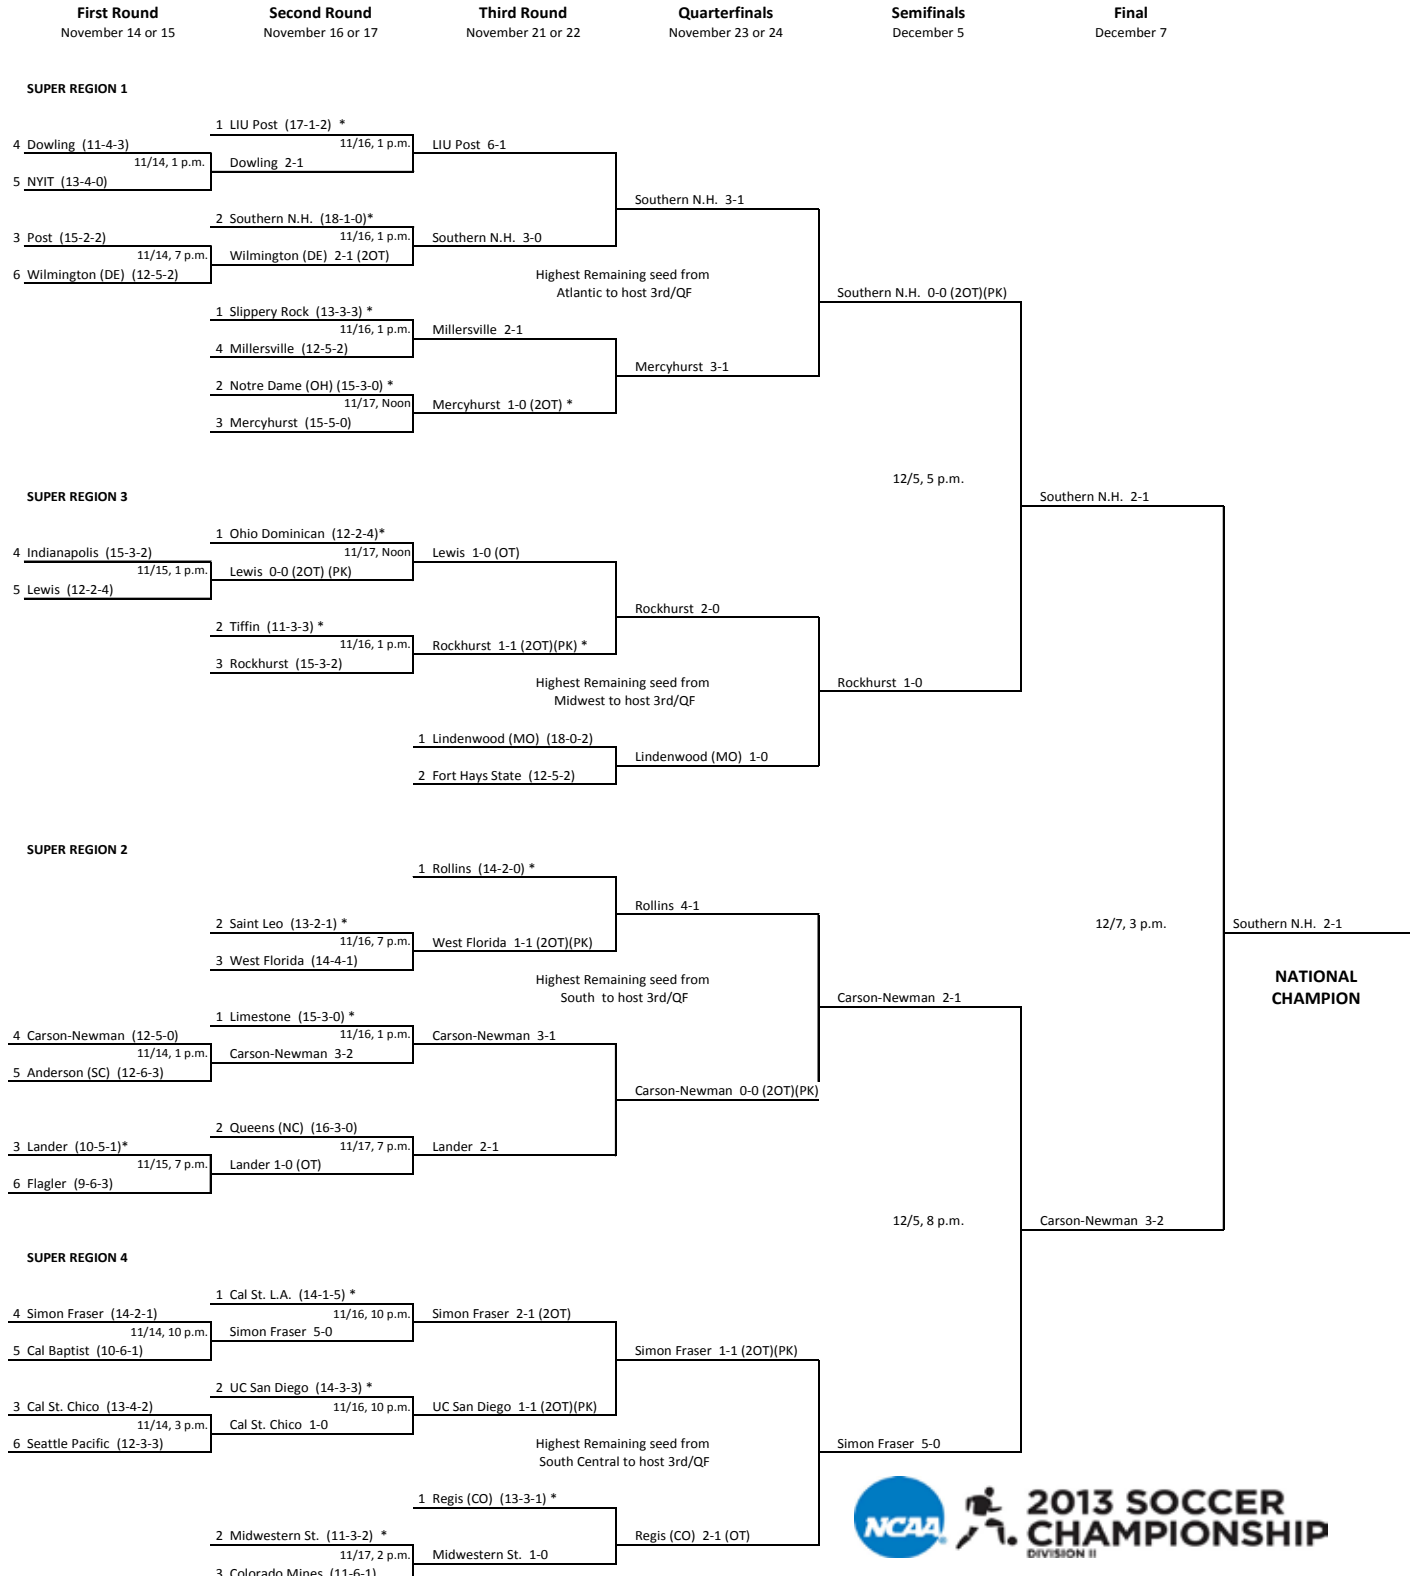 First Round Second Round Third Round Quarterfinals Semifinals Final
November 14 or 15 November 16 or 17 November 21 or 22 November 23 or 24 December 5 December 7
SUPER REGION 1
1 LIU Post (17-1-2) *
4 Dowling (11-4-3)
11/16, 1 p.m.
LIU Post 6-1
11/14, 1 p.m.
Dowling 2-1
5 NYIT (13-4-0)
Southern N.H. 3-1
2 Southern N.H. (18-1-0)*
3 Post (15-2-2)
11/16, 1 p.m.
Southern N.H. 3-0
11/14, 7 p.m.
Wilmington (DE) 2-1 (2OT)
6 Wilmington (DE) (12-5-2)
Highest Remaining seed from
Atlantic to host 3rd/QF
Southern N.H. 0-0 (2OT)(PK)
1 Slippery Rock (13-3-3) *
11/16, 1 p.m.
Millersville 2-1
4 Millersville (12-5-2)
Mercyhurst 3-1
2 Notre Dame (OH) (15-3-0) *
11/17, Noon
Mercyhurst 1-0 (2OT) *
3 Mercyhurst (15-5-0)
12/5, 5 p.m.
SUPER REGION 3
Southern N.H. 2-1
1 Ohio Dominican (12-2-4)*
4 Indianapolis (15-3-2)
11/17, Noon
Lewis 1-0 (OT)
11/15, 1 p.m.
Lewis 0-0 (2OT) (PK)
5 Lewis (12-2-4)
Rockhurst 2-0
2 Tiffin (11-3-3) *
11/16, 1 p.m.
Rockhurst 1-1 (2OT)(PK) *
3 Rockhurst (15-3-2)
Highest Remaining seed from
Midwest to host 3rd/QF
Rockhurst 1-0
1 Lindenwood (MO) (18-0-2)
Lindenwood (MO) 1-0
2 Fort Hays State (12-5-2)
SUPER REGION 2
1 Rollins (14-2-0) *
Rollins 4-1
2 Saint Leo (13-2-1) *
12/7, 3 p.m.
Southern N.H. 2-1
11/16, 7 p.m.
West Florida 1-1 (2OT)(PK)
3 West Florida (14-4-1)
NATIONAL
CHAMPION
Highest Remaining seed from
South to host 3rd/QF
Carson-Newman 2-1
1 Limestone (15-3-0) *
4 Carson-Newman (12-5-0)
11/16, 1 p.m.
Carson-Newman 3-1
11/14, 1 p.m.
Carson-Newman 3-2
5 Anderson (SC) (12-6-3)
Carson-Newman 0-0 (2OT)(PK)
2 Queens (NC) (16-3-0)
3 Lander (10-5-1)*
11/17, 7 p.m.
Lander 2-1
11/15, 7 p.m.
Lander 1-0 (OT)
6 Flagler (9-6-3)
12/5, 8 p.m.
Carson-Newman 3-2
SUPER REGION 4
1 Cal St. L.A. (14-1-5) *
4 Simon Fraser (14-2-1)
11/16, 10 p.m.
Simon Fraser 2-1 (2OT)
11/14, 10 p.m.
Simon Fraser 5-0
5 Cal Baptist (10-6-1)
Simon Fraser 1-1 (2OT)(PK)
2 UC San Diego (14-3-3) *
3 Cal St. Chico (13-4-2)
11/16, 10 p.m.
UC San Diego 1-1 (2OT)(PK)
11/14, 3 p.m.
Cal St. Chico 1-0
6 Seattle Pacific (12-3-3)
Highest Remaining seed from
South Central to host 3rd/QF
Simon Fraser 5-0
1 Regis (CO) (13-3-1) *
2 Midwestern St. (11-3-2) *
Regis (CO) 2-1 (OT)
11/17, 2 p.m.
Midwestern St. 1-0
3 Colorado Mines (11-6-1)
NCAA
2013 SOCCER
CHAMPIONSHIP
DIVISION II